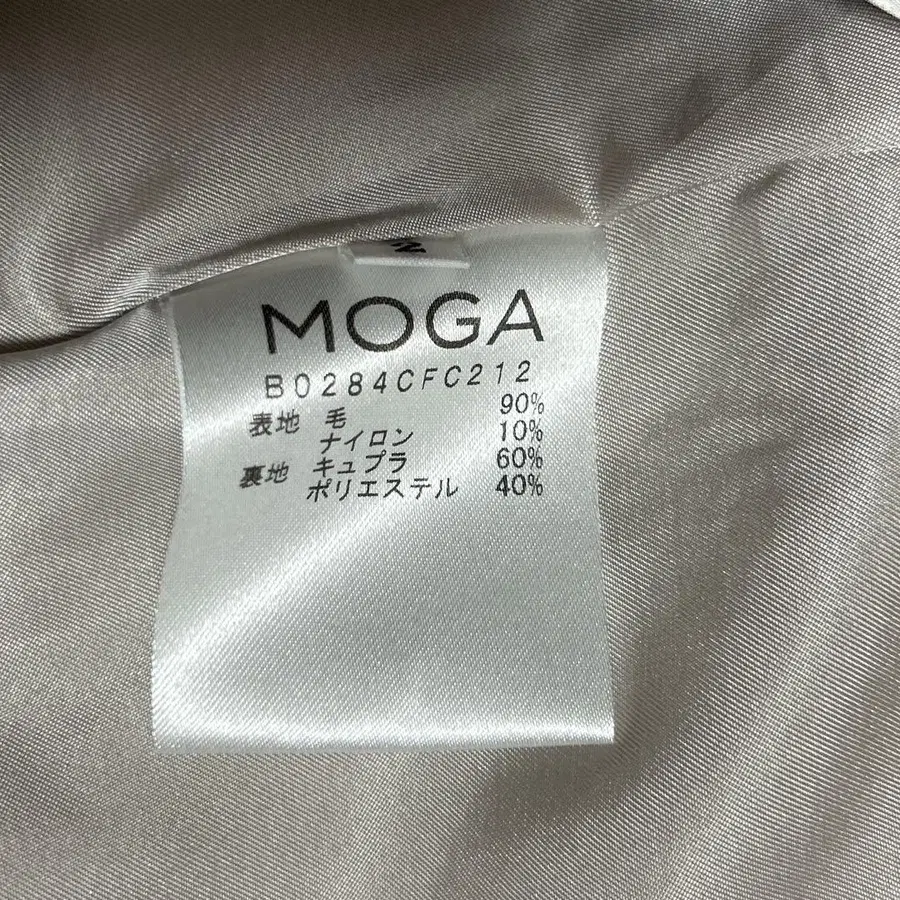 MOGA
B0284CFC212
表地 毛 90%
ナイロン 10%
裏地 キュプラ 60%
ポリエステル 40%